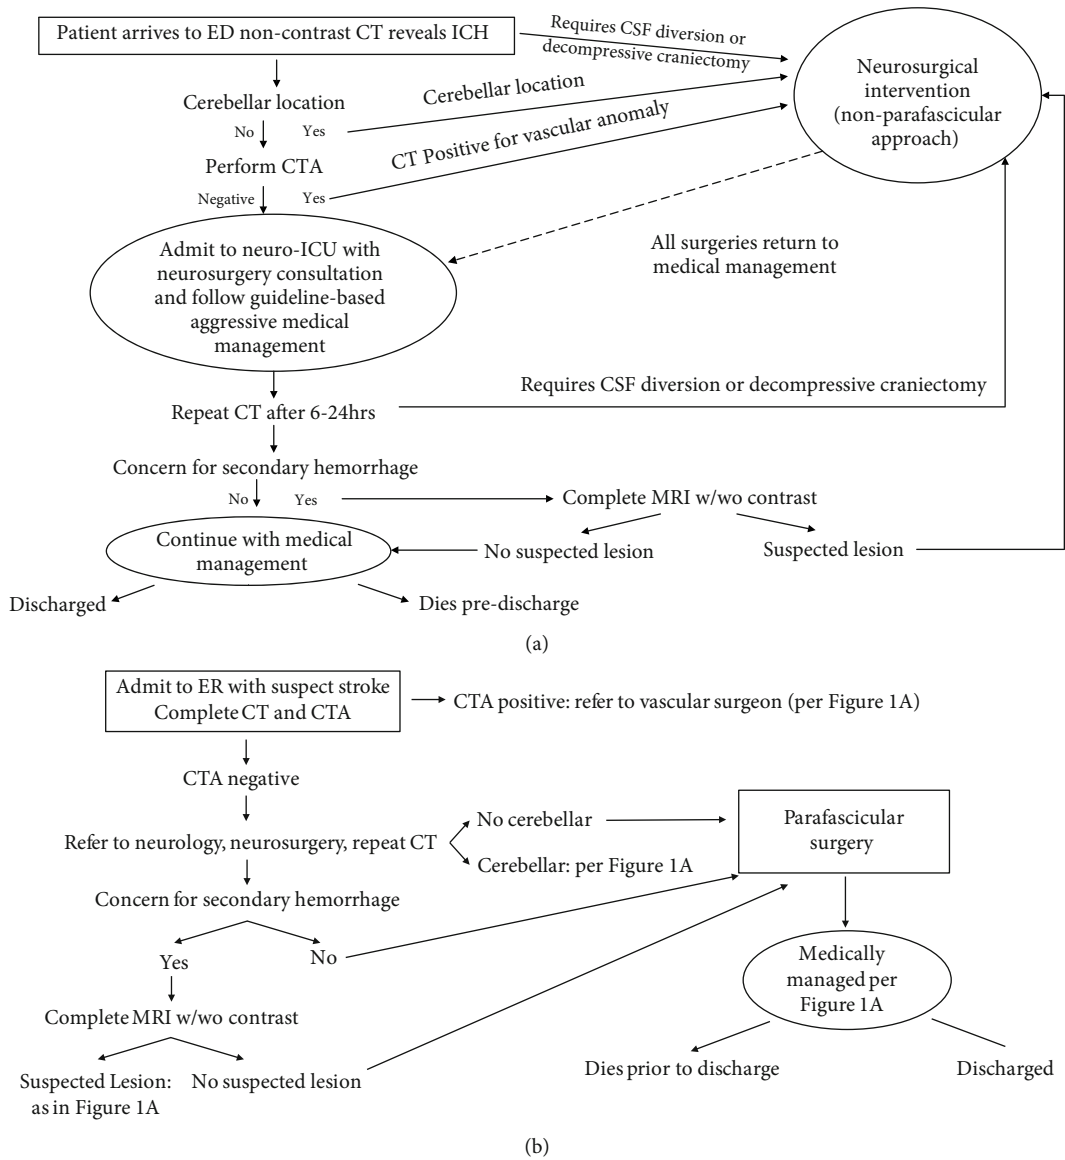 Patient arrives to ED non-contrast CT reveals ICH
Requires CSF diversion or
decompressive craniectomy
Neurosurgical
intervention
(non-parafascicular
approach)
Cerebellar location
Cerebellar location
No
Yes
CT Positive for vascular anomaly
Perform CTA
Negative
Yes
Admit to neuro-ICU with
neurosurgery consultation
and follow guideline-based
aggressive medical
management
All surgeries return to
medical management
Requires CSF diversion or decompressive craniectomy
Repeat CT after 6-24hrs
Concern for secondary hemorrhage
No
Yes
Complete MRI w/wo contrast
Continue with medical
management
No suspected lesion
Suspected lesion
Discharged
Dies pre-discharge
(a)
Admit to ER with suspect stroke
Complete CT and CTA
CTA positive: refer to vascular surgeon (per Figure 1A)
CTA negative
Refer to neurology, neurosurgery, repeat CT
No cerebellar
Cerebellar: per Figure 1A
Parafascicular
surgery
Concern for secondary hemorrhage
Yes
No
Medically
managed per
Figure 1A
Complete MRI w/wo contrast
Suspected Lesion:
as in Figure 1A
No suspected lesion
Dies prior to discharge
Discharged
(b)